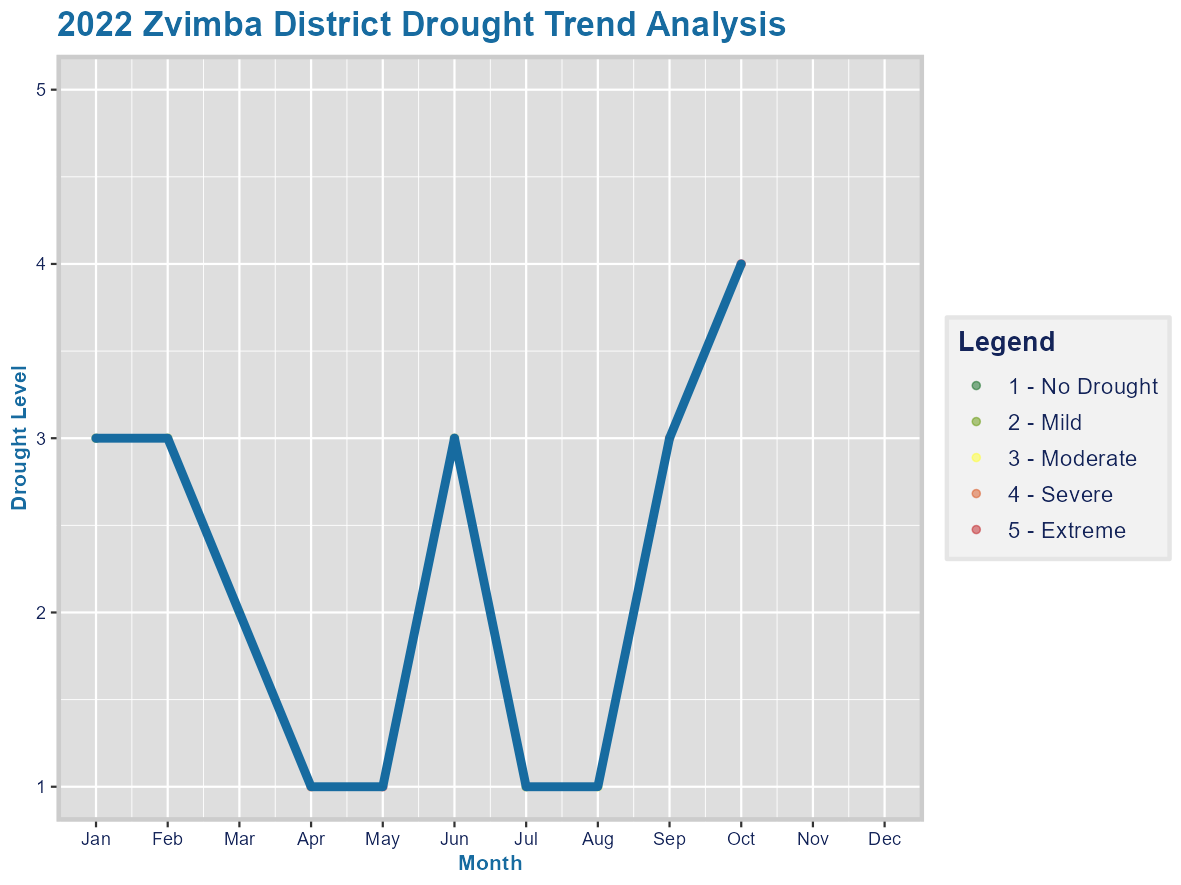 2022 Zvimba District Drought Trend Analysis
5
4
3
2
1
Drought Level
Jan Feb Mar Apr May Jun Jul Aug Sep Oct Nov Dec
Month
Legend
1 - No Drought
2 - Mild
3 - Moderate
4 - Severe
5 - Extreme